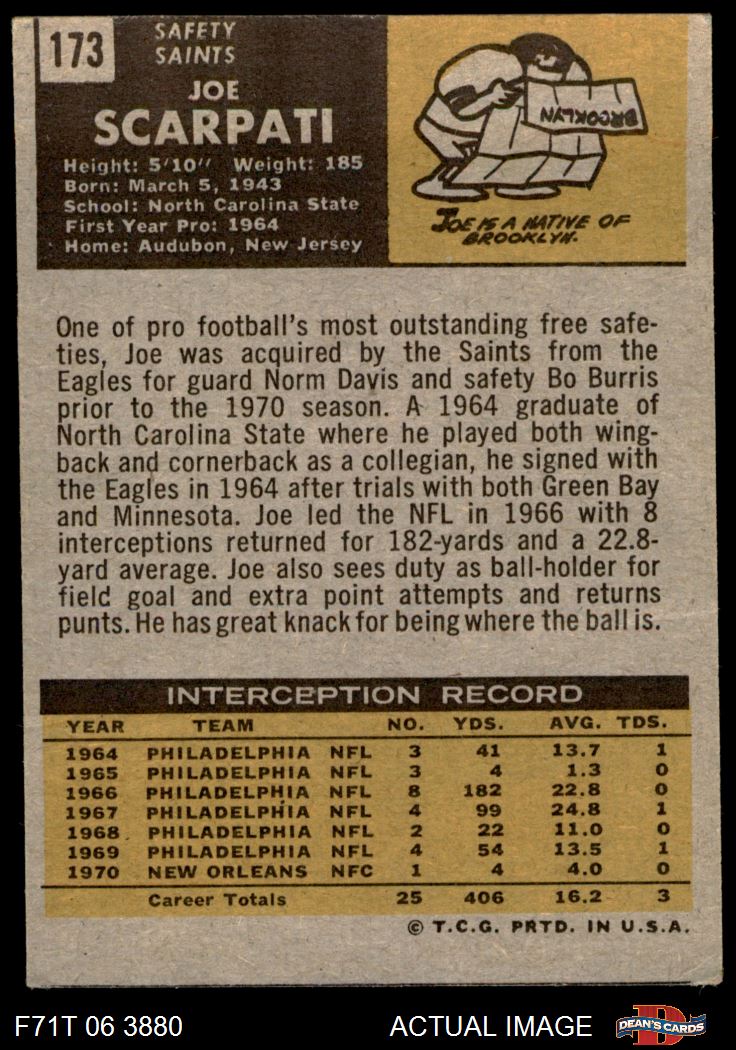 173
SAFETY
SAINTS
JOE
SCARPATI
Height: 5'10'' Weight: 185
Born: March 5, 1943
School: North Carolina State
First Year Pro: 1964
Home: Audubon, New Jersey
BROOKLYN
JOE IS A NATIVE OF
BROOKLYN.
One of pro football's most outstanding free safe-
ties, Joe was acquired by the Saints from the
Eagles for guard Norm Davis and safety Bo Burris
prior to the 1970 season. A 1964 graduate of
North Carolina State where he played both wing-
back and cornerback as a collegian, he signed with
the Eagles in 1964 after trials with both Green Bay
and Minnesota. Joe led the NFL in 1966 with 8
interceptions returned for 182-yards and a 22.8-
yard average. Joe also sees duty as ball-holder for
field goal and extra point attempts and returns
punts. He has great knack for being where the ball is.
INTERCEPTION RECORD
YEAR TEAM NO. YDS. AVG. TDS.
1964 PHILADELPHIA NFL 3 41 13.7 1
1965 PHILADELPHIA NFL 3 4 1.3 0
1966 PHILADELPHIA NFL 8 182 22.8 0
1967 PHILADELPHIA NFL 4 99 24.8 1
1968 PHILADELPHIA NFL 2 22 11.0 0
1969 PHILADELPHIA NFL 4 54 13.5 1
1970 NEW ORLEANS NFC 1 4 4.0 0
Career Totals 25 406 16.2 3
© T.C.G. PRTD. IN U.S.A.
F71T 06 3880 ACTUAL IMAGE D DEAN'S CARDS